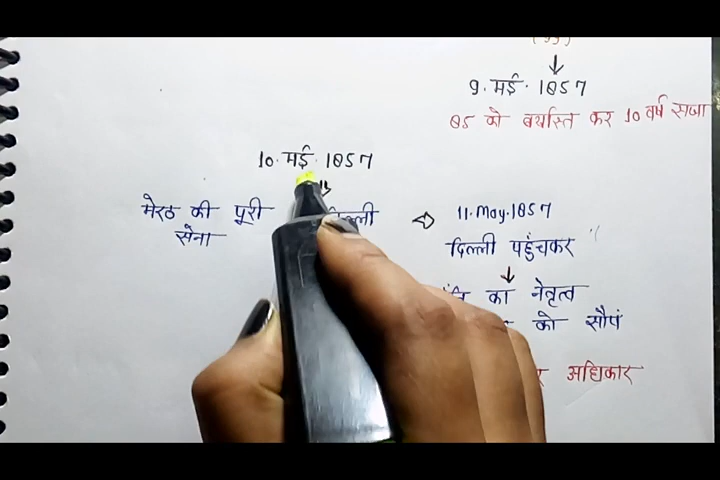 9. मई. 1857
85 को बर्खास्त कर 10 वर्ष सजा
10. मई. 1857
मेरठ की पूरी
सेना
11. May. 1857
दिल्ली पहुंचकर
का नेतृत्व
को सौपं
अधिकार